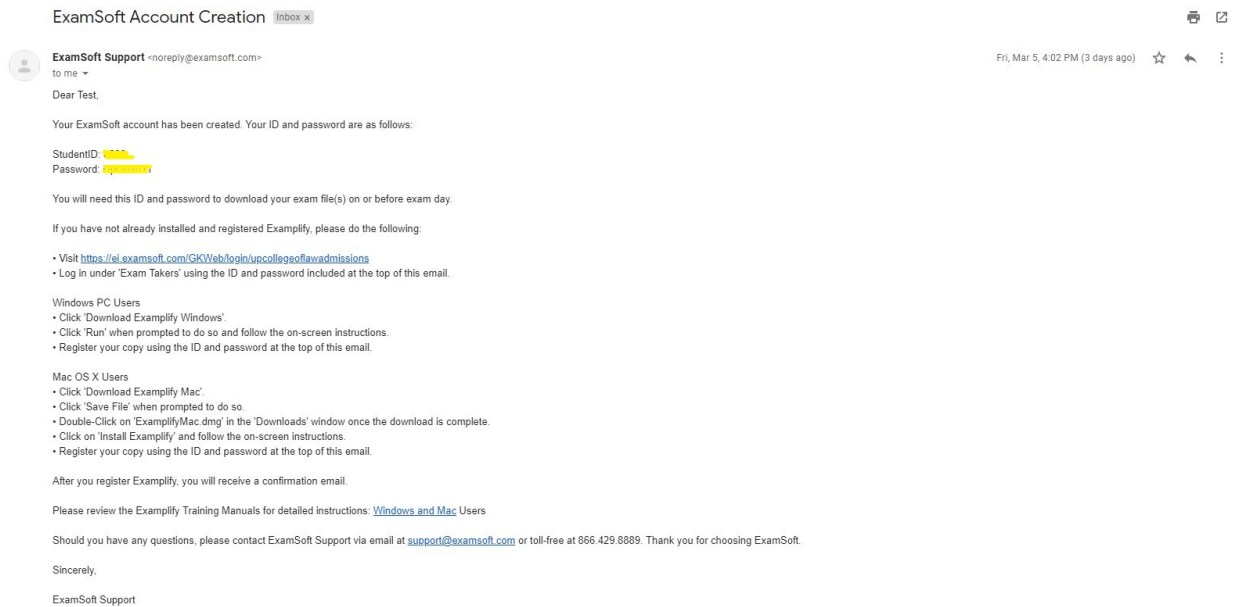 ExamSoft Account Creation Inbox x
ExamSoft Support <noreply@examsoft.com>
Fri, Mar 5, 4:02 PM (3 days ago)
to me
Dear Test,
Your ExamSoft account has been created. Your ID and password are as follows:
StudentID:
Password:
You will need this ID and password to download your exam file(s) on or before exam day.
If you have not already installed and registered Examplify, please do the following:
• Visit https://ei.examsoft.com/GKWeb/login/upcollegeoflawadmissions
• Log in under 'Exam Takers' using the ID and password included at the top of this email.
Windows PC Users
• Click 'Download Examplify Windows'.
• Click 'Run' when prompted to do so and follow the on-screen instructions.
• Register your copy using the ID and password at the top of this email.
Mac OS X Users
• Click 'Download Examplify Mac'.
• Click 'Save File' when prompted to do so.
• Double-Click on 'ExamplifyMac.dmg' in the 'Downloads' window once the download is complete.
• Click on 'Install Examplify' and follow the on-screen instructions.
• Register your copy using the ID and password at the top of this email.
After you register Examplify, you will receive a confirmation email.
Please review the Examplify Training Manuals for detailed instructions: Windows and Mac Users
Should you have any questions, please contact ExamSoft Support via email at support@examsoft.com or toll-free at 866.429.8889. Thank you for choosing ExamSoft.
Sincerely,
ExamSoft Support